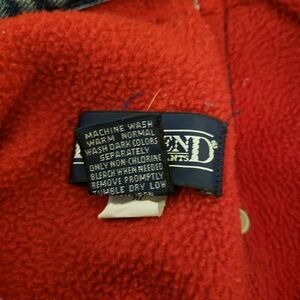 MACHINE WASH
WARM NORMAL
WASH DARK COLORS
SEPARATELY
ONLY NON-CHLORINE
BLEACH WHEN NEEDED
REMOVE PROMPTLY
TUMBLE DRY LOW
END